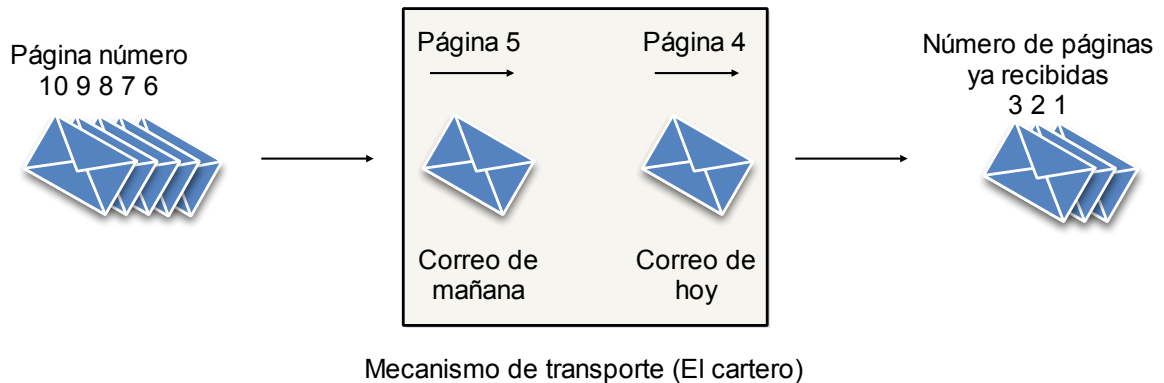 Página número
10 9 8 7 6
Página 5
Página 4
Número de páginas
ya recibidas
3 2 1
Correo de
mañana
Correo de
hoy
Mecanismo de transporte (El cartero)